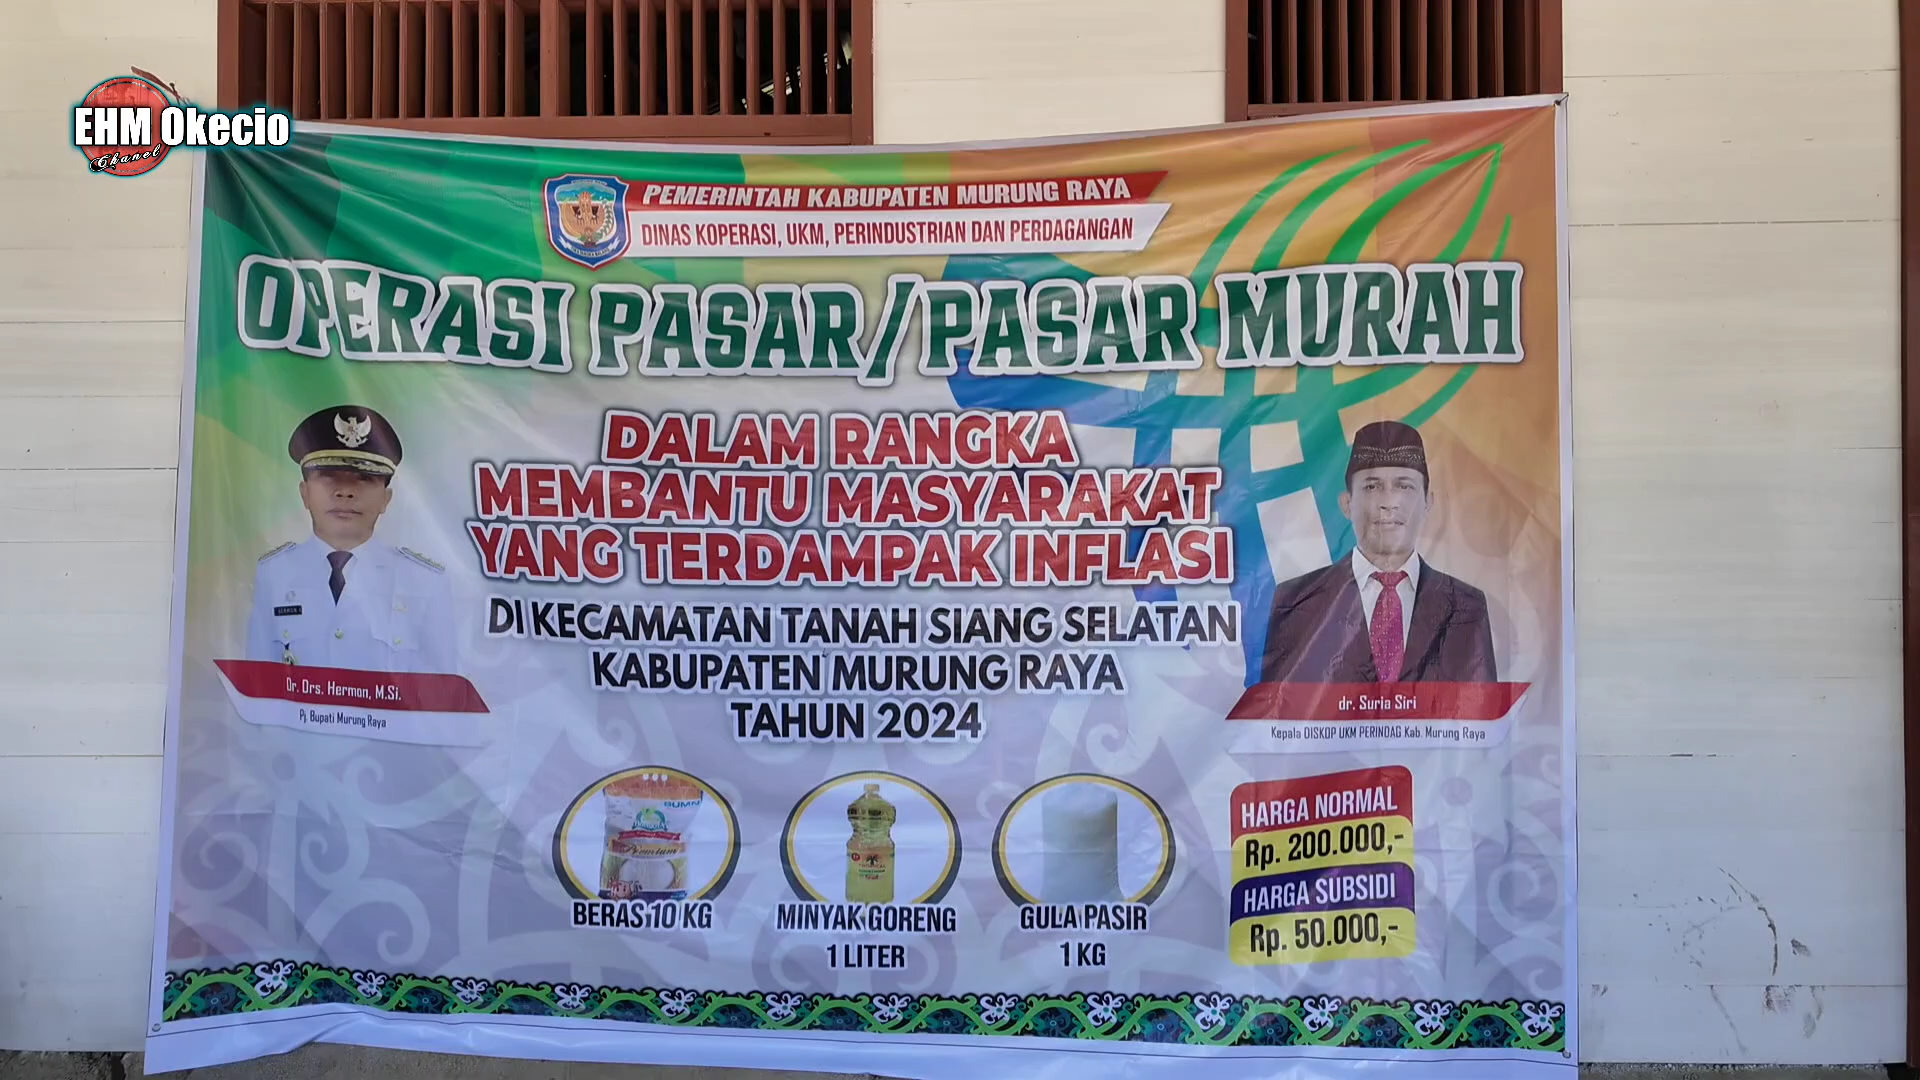 EHM Okecio
Chanel
PEMERINTAH KABUPATEN MURUNG RAYA
DINAS KOPERASI, UKM, PERINDUSTRIAN DAN PERDAGANGAN
OPERASI PASAR/PASAR MURAH
DALAM RANGKA
MEMBANTU MASYARAKAT
YANG TERDAMPAK INFLASI
DI KECAMATAN TANAH SIANG SELATAN
KABUPATEN MURUNG RAYA
TAHUN 2024
Dr. Drs. Hermon, M.Si.
Pj. Bupati Murung Raya
dr. Suria Siri
Kepala DISKOP UKM PERINDAG Kab. Murung Raya
BUMN
Premium
BERAS 10 KG
MINYAK GORENG
1 LITER
GULA PASIR
1 KG
HARGA NORMAL
Rp. 200.000,-
HARGA SUBSIDI
Rp. 50.000,-